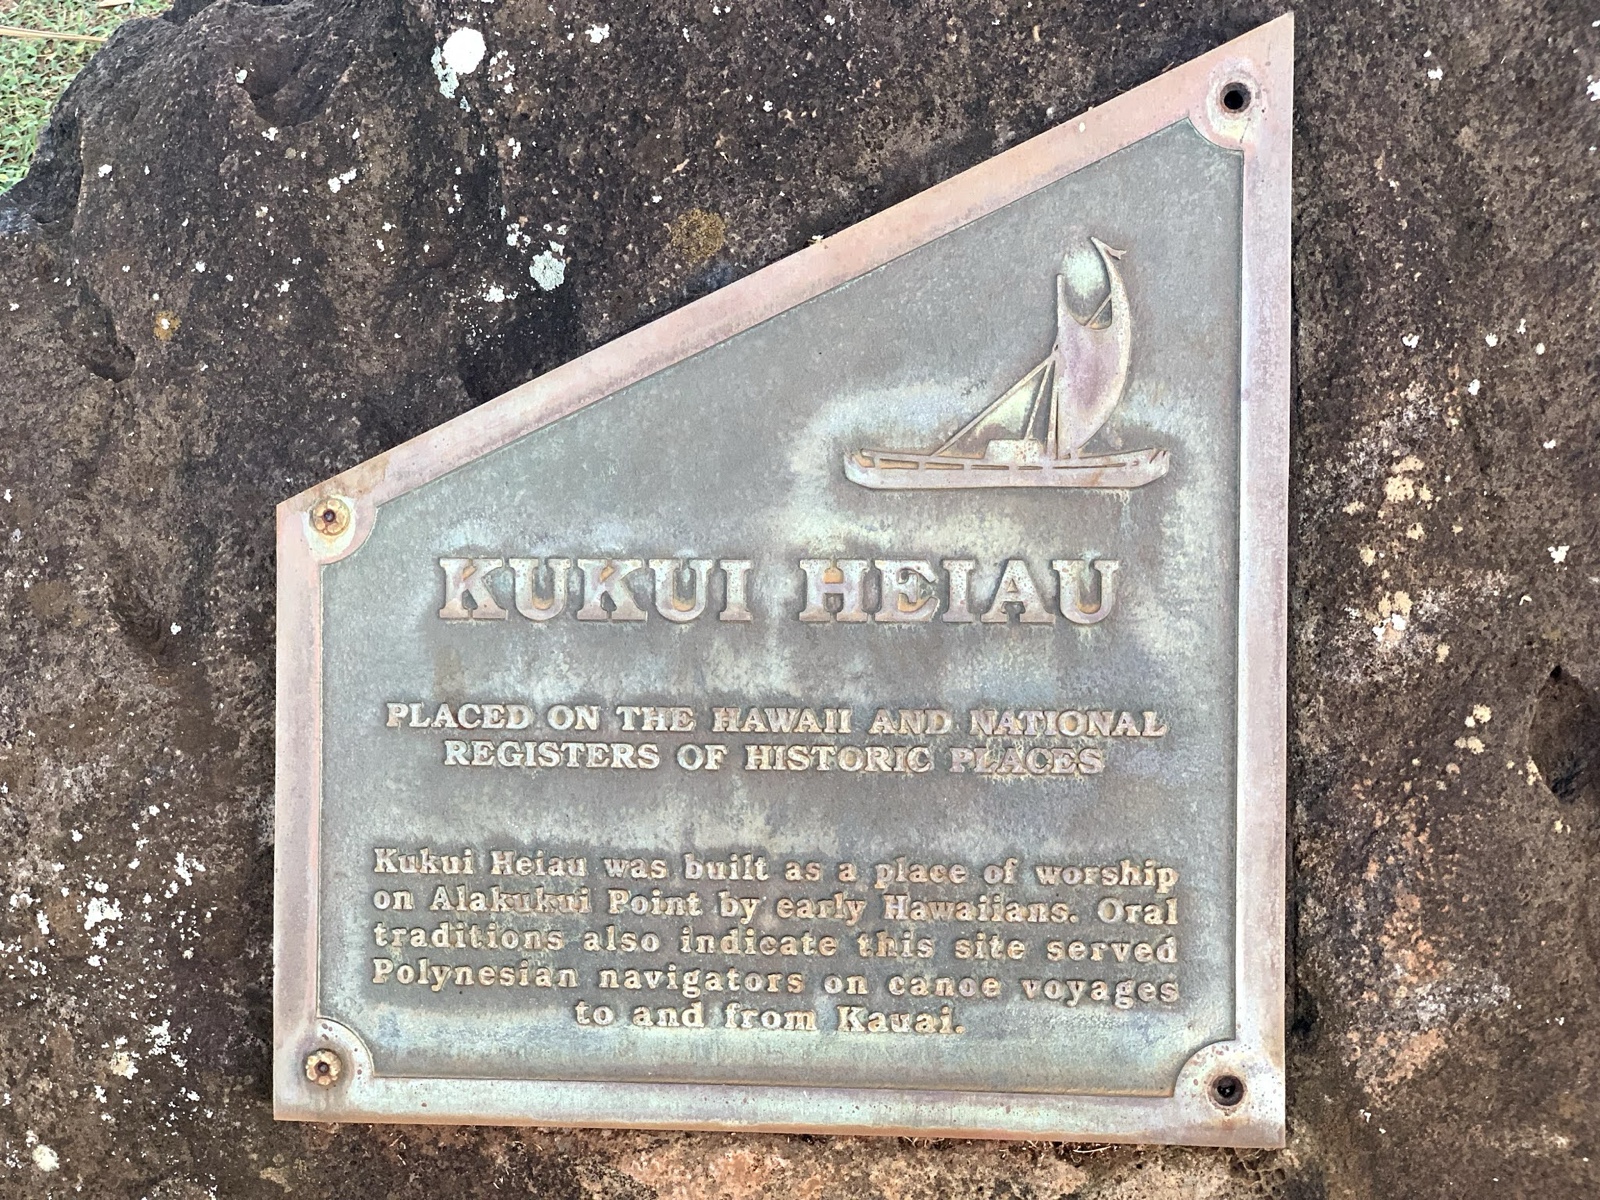 KUKUI HEIAU
PLACED ON THE HAWAII AND NATIONAL
REGISTERS OF HISTORIC PLACES
Kukui Heiau was built as a place of worship
on Alakukui Point by early Hawaiians. Oral
traditions also indicate this site served
Polynesian navigators on canoe voyages
to and from Kauai.